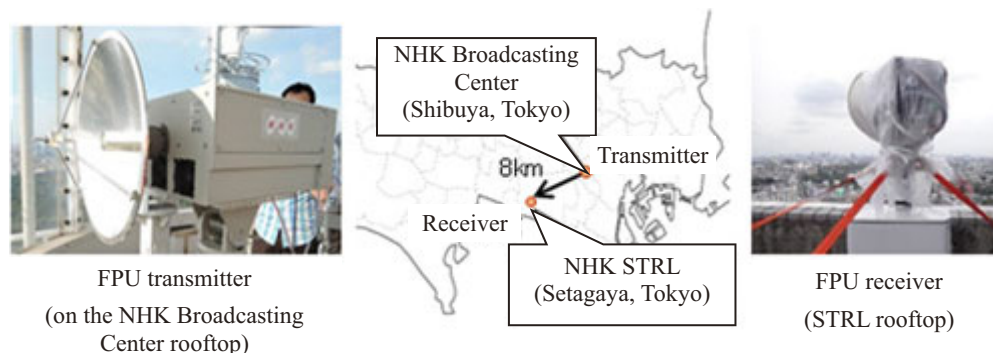 NHK Broadcasting
Center
(Shibuya, Tokyo)
Transmitter
8km
Receiver
NHK STRL
(Setagaya, Tokyo)
FPU transmitter
(on the NHK Broadcasting
Center rooftop)
FPU receiver
(STRL rooftop)